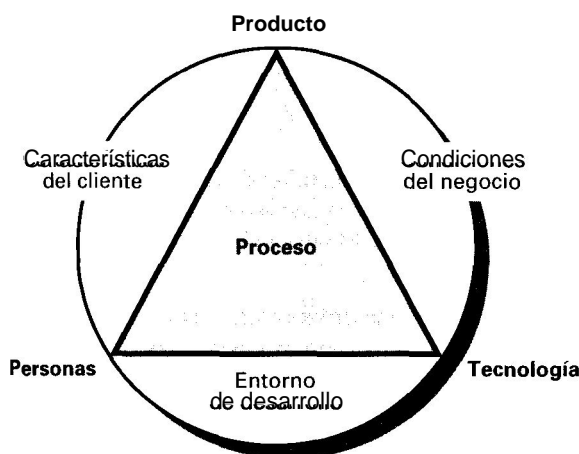 Producto
Características
del cliente
Condiciones
del negocio
Proceso
Personas
Tecnología
Entorno
de desarrollo